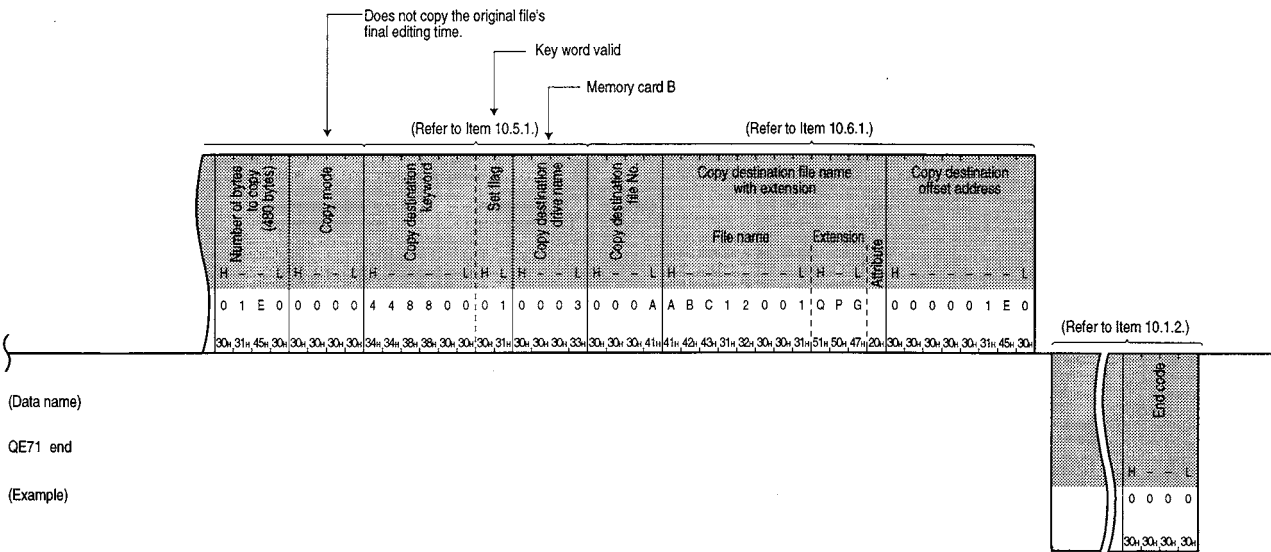 Does not copy the original file's
final editing time.
Key word valid
Memory card B
(Refer to Item 10.5.1.)
(Refer to Item 10.6.1.)
Number of bytes
to copy
(480 bytes)
Copy mode
Copy destination
keyword
Set flag
Copy destination
drive name
Copy destination
file No.
Copy destination file name
with extension
File name
Extension
Attribute
Copy destination
offset address
H - - L H - - L H - - - - L H L H - - L H - - L H - - - - - - L H - L H - - - - - - L
0 1 E 0 0 0 0 0 4 4 8 8 0 0 0 1 0 0 0 3 0 0 0 A A B C 1 2 0 0 1 Q P G 0 0 0 0 0 1 E 0
30H 31H 45H 30H 30H 30H 30H 30H 34H 34H 38H 38H 30H 30H 30H 31H 30H 30H 30H 33H 30H 30H 30H 41H 41H 42H 43H 31H 32H 30H 30H 31H 51H 50H 47H 20H 30H 30H 30H 30H 30H 31H 45H 30H
(Refer to Item 10.1.2.)
(Data name)
QE71 end
(Example)
End code
H - - L
0 0 0 0
30H 30H 30H 30H